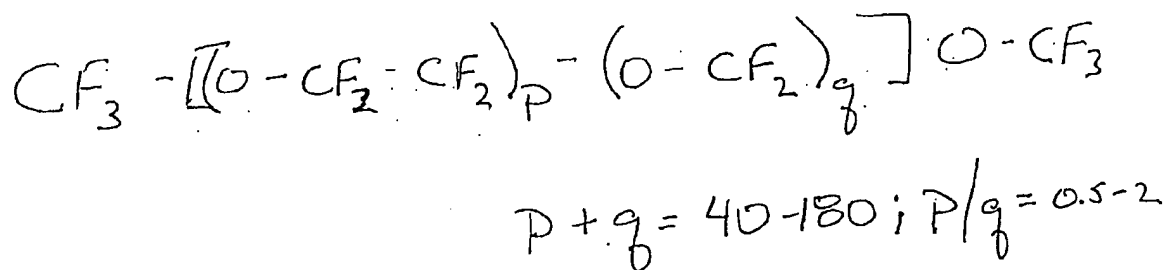 CF₃-[(O-CF₂-CF₂)ₚ-(O-CF₂)q]O-CF₃
P+q=40-180; P/q=0.5-2